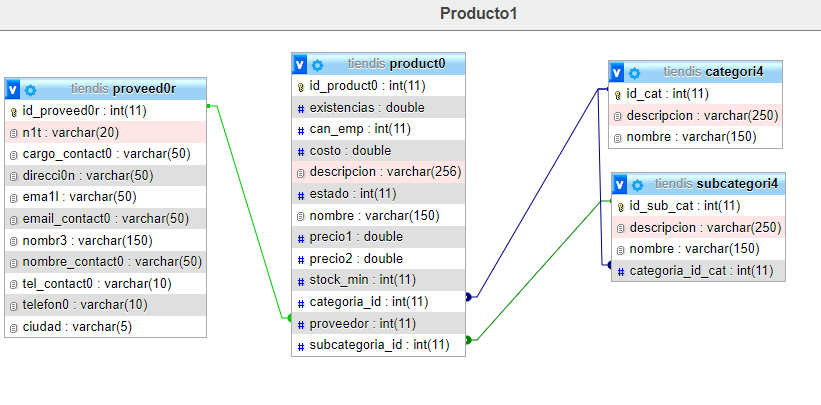 Producto1
tiendis proveed0r
id_proveed0r : int(11)
n1t : varchar(20)
cargo_contact0 : varchar(50)
direcci0n : varchar(50)
ema1l : varchar(50)
email_contact0 : varchar(50)
nombr3 : varchar(150)
nombre_contact0 : varchar(50)
tel_contact0 : varchar(10)
telefon0 : varchar(10)
ciudad : varchar(5)
tiendis product0
id_product0 : int(11)
existencias : double
can_emp : int(11)
costo : double
descripcion : varchar(256)
estado : int(11)
nombre : varchar(150)
precio1 : double
precio2 : double
stock_min : int(11)
categoria_id : int(11)
proveedor : int(11)
subcategoria_id : int(11)
tiendis categori4
id_cat : int(11)
descripcion : varchar(250)
nombre : varchar(150)
tiendis subcategori4
id_sub_cat : int(11)
descripcion : varchar(250)
nombre : varchar(150)
categoria_id_cat : int(11)